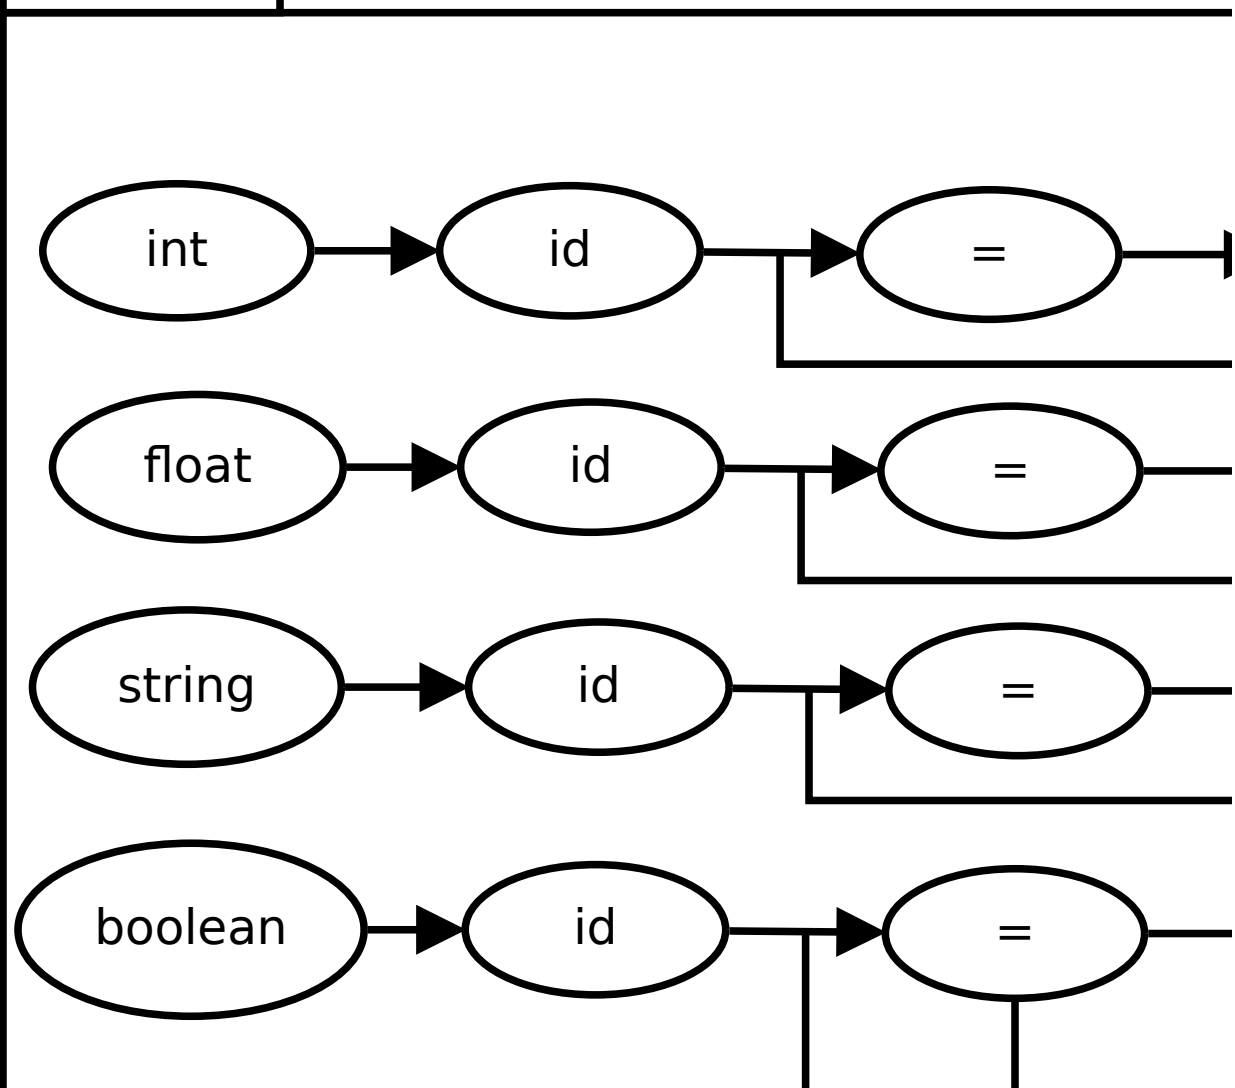 int id =
float id =
string id =
boolean id =